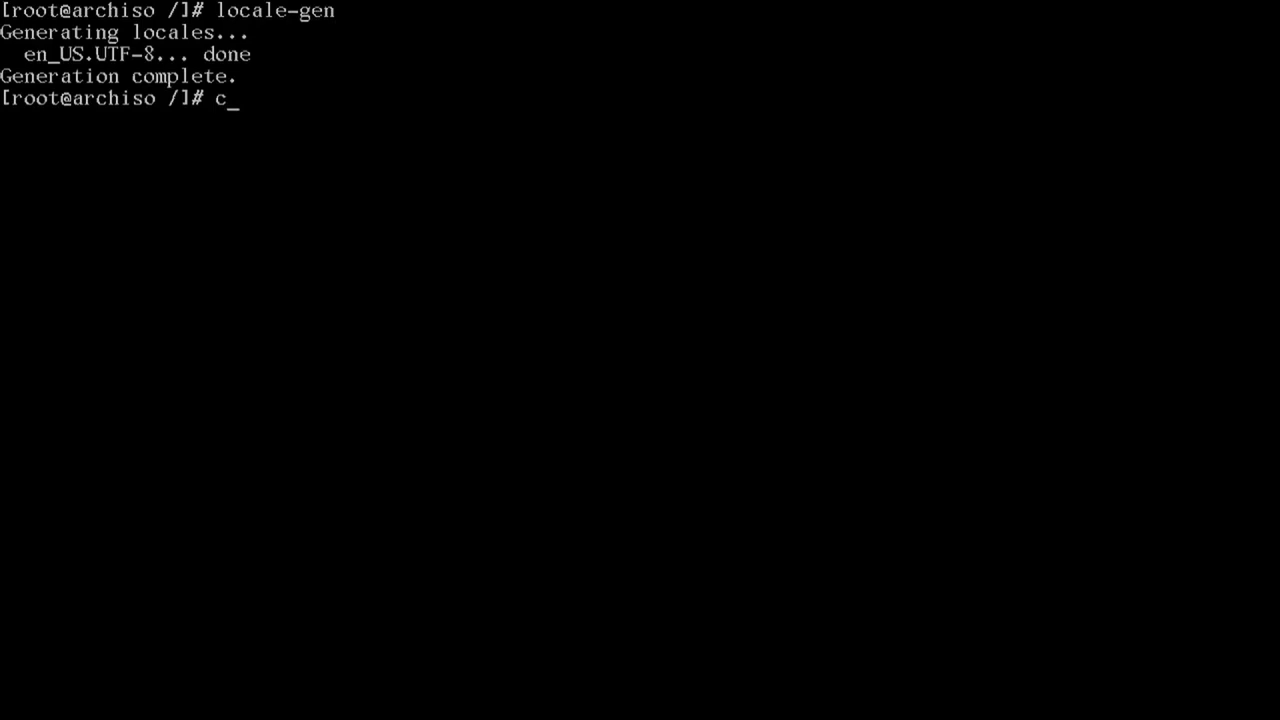 [root@archiso /]# locale-gen
Generating locales...
  en_US.UTF-8... done
Generation complete.
[root@archiso /]# c_